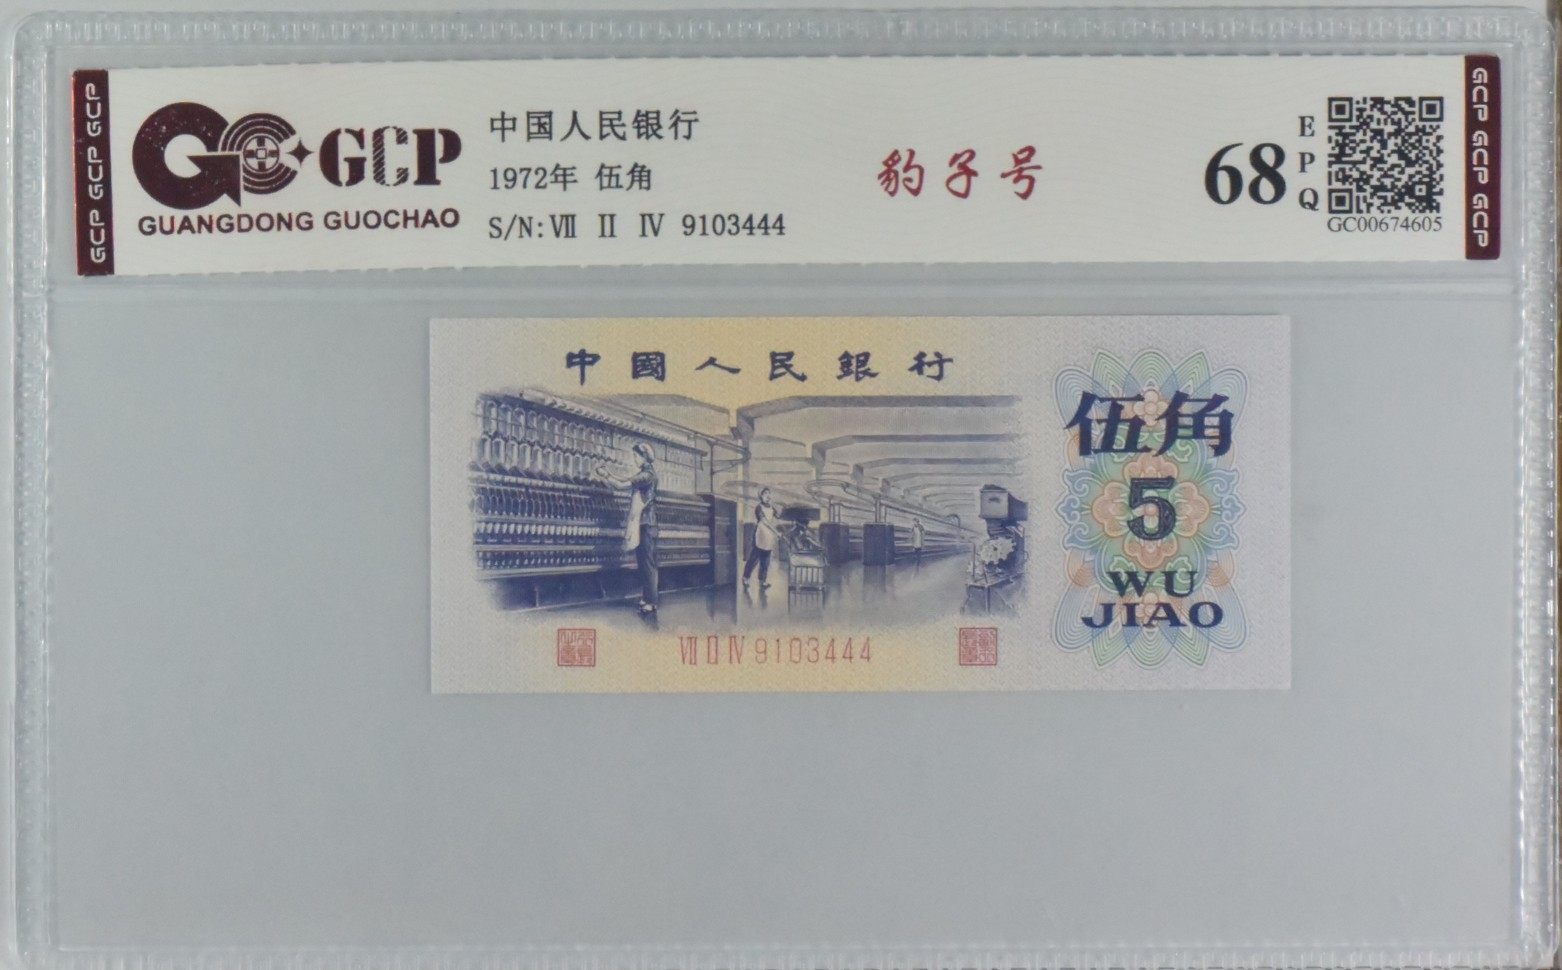 GCP GCP GCP
GCP
GUANGDONG GUOCHAO
中国人民银行
1972年 伍角
S/N: Ⅶ Ⅱ Ⅳ 9103444
豹子号
68
EPQ
GC00674605
GCP GCP GCP
中國人民銀行
伍角
5
WU
JIAO
Ⅶ Ⅱ Ⅳ 9103444